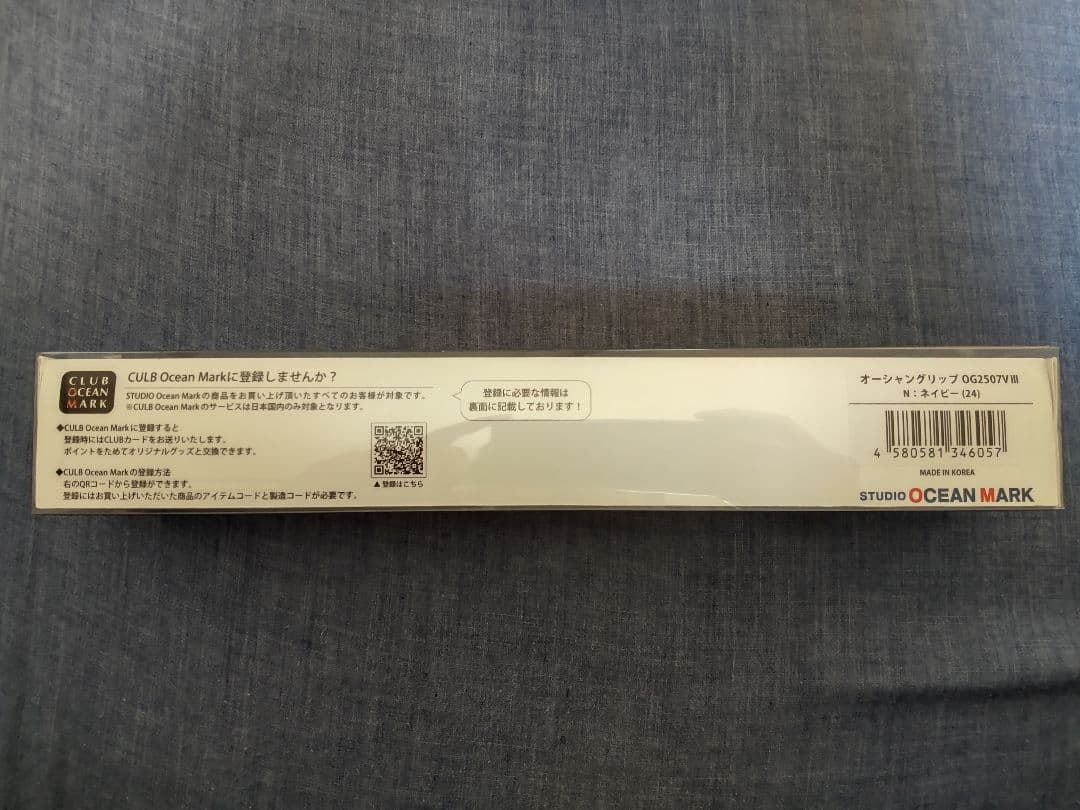 CLUB
OCEAN
MARK
CULB Ocean Markに登録しませんか?
STUDIO Ocean Markの商品をお買い上げ頂いたすべてのお客様が対象です。
※CULB Ocean Markのサービスは日本国内のみ対象となります。
登録に必要な情報は
裏面に記載しております!
◆CULB Ocean Markに登録すると
登録時にはCLUBカードをお送りいたします。
ポイントをためてオリジナルグッズと交換できます。
◆CULB Ocean Markの登録方法
右のQRコードから登録ができます。
登録にはお買い上げいただいた商品のアイテムコードと製造コードが必要です。
▲登録はこちら
オーシャングリップ OG2507VⅢ
N:ネイビー(24)
4 580581 346057
MADE IN KOREA
STUDIO OCEAN MARK